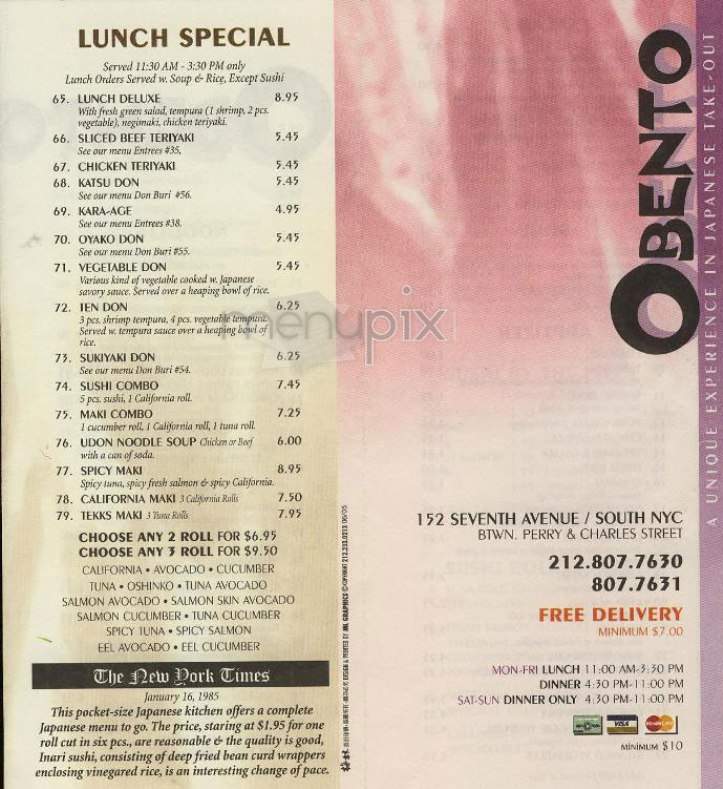 LUNCH SPECIAL
Served 11:30 AM - 3:30 PM only
Lunch Orders Served w. Soup & Rice, Except Sushi
65. LUNCH DELUXE 8.95
With fresh green salad, tempura (1 shrimp, 2 pcs.
vegetable), negimaki, chicken teriyaki.
66. SLICED BEEF TERIYAKI 5.45
See our menu Entrees #35.
67. CHICKEN TERIYAKI 5.45
68. KATSU DON 5.45
See our menu Don Buri #56.
69. KARA-AGE 4.95
See our menu Entrees #38.
70. OYAKO DON 5.45
See our menu Don Buri #55.
71. VEGETABLE DON 5.45
Various kind of vegetable cooked w. Japanese
savory sauce. Served over a heaping bowl of rice.
72. TEN DON 6.25
3 pcs. shrimp tempura, 4 pcs. vegetable tempura.
Served w. tempura sauce over a heaping bowl of
rice.
73. SUKIYAKI DON 6.25
See our menu Don Buri #54.
74. SUSHI COMBO 7.45
5 pcs. sushi, 1 California roll.
75. MAKI COMBO 7.25
1 cucumber roll, 1 California roll, 1 tuna roll.
76. UDON NOODLE SOUP Chicken or Beef 6.00
with a can of soda.
77. SPICY MAKI 8.95
Spicy tuna, spicy fresh salmon & spicy California.
78. CALIFORNIA MAKI 3 California Rolls 7.50
79. TEKKS MAKI 3 Tuna Rolls 7.95
CHOOSE ANY 2 ROLL FOR $6.95
CHOOSE ANY 3 ROLL FOR $9.50
CALIFORNIA • AVOCADO • CUCUMBER
TUNA • OSHINKO • TUNA AVOCADO
SALMON AVOCADO • SALMON SKIN AVOCADO
SALMON CUCUMBER • TUNA CUCUMBER
SPICY TUNA • SPICY SALMON
EEL AVOCADO • EEL CUCUMBER
The New York Times
January 16, 1985
This pocket-size Japanese kitchen offers a complete
Japanese menu to go. The price, staring at $1.95 for one
roll cut in six pcs., are reasonable & the quality is good,
Inari sushi, consisting of deep fried bean curd wrappers
enclosing vinegared rice, is an interesting change of pace.
menupix
OBENTO
A UNIQUE EXPERIENCE IN JAPANESE TAKE-OUT
152 SEVENTH AVENUE / SOUTH NYC
BTWN. PERRY & CHARLES STREET
212.807.7630
807.7631
FREE DELIVERY
MINIMUM $7.00
MON-FRI LUNCH 11:00 AM-3:30 PM
DINNER 4:30 PM-11:00 PM
SAT-SUN DINNER ONLY 4:30 PM-11:00 PM
VISA
MINIMUM $10